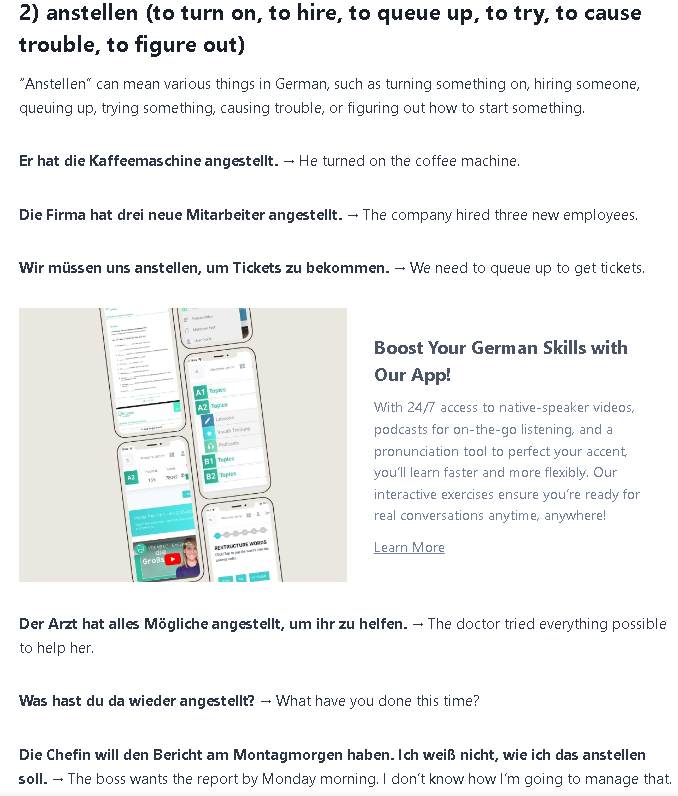 2) anstellen (to turn on, to hire, to queue up, to try, to cause
trouble, to figure out)
“Anstellen” can mean various things in German, such as turning something on, hiring someone,
queuing up, trying something, causing trouble, or figuring out how to start something.
Er hat die Kaffeemaschine angestellt. → He turned on the coffee machine.
Die Firma hat drei neue Mitarbeiter angestellt. → The company hired three new employees.
Wir müssen uns anstellen, um Tickets zu bekommen. → We need to queue up to get tickets.
A1 Topics
A2 Topics
Podcasts
B1 Topics
B2 Topics
A2
die
Groß
RESTRUCTURE WORDS
Boost Your German Skills with
Our App!
With 24/7 access to native-speaker videos,
podcasts for on-the-go listening, and a
pronunciation tool to perfect your accent,
you’ll learn faster and more flexibly. Our
interactive exercises ensure you’re ready for
real conversations anytime, anywhere!
Learn More
Der Arzt hat alles Mögliche angestellt, um ihr zu helfen. → The doctor tried everything possible
to help her.
Was hast du da wieder angestellt? → What have you done this time?
Die Chefin will den Bericht am Montagmorgen haben. Ich weiß nicht, wie ich das anstellen
soll. → The boss wants the report by Monday morning. I don’t know how I’m going to manage that.